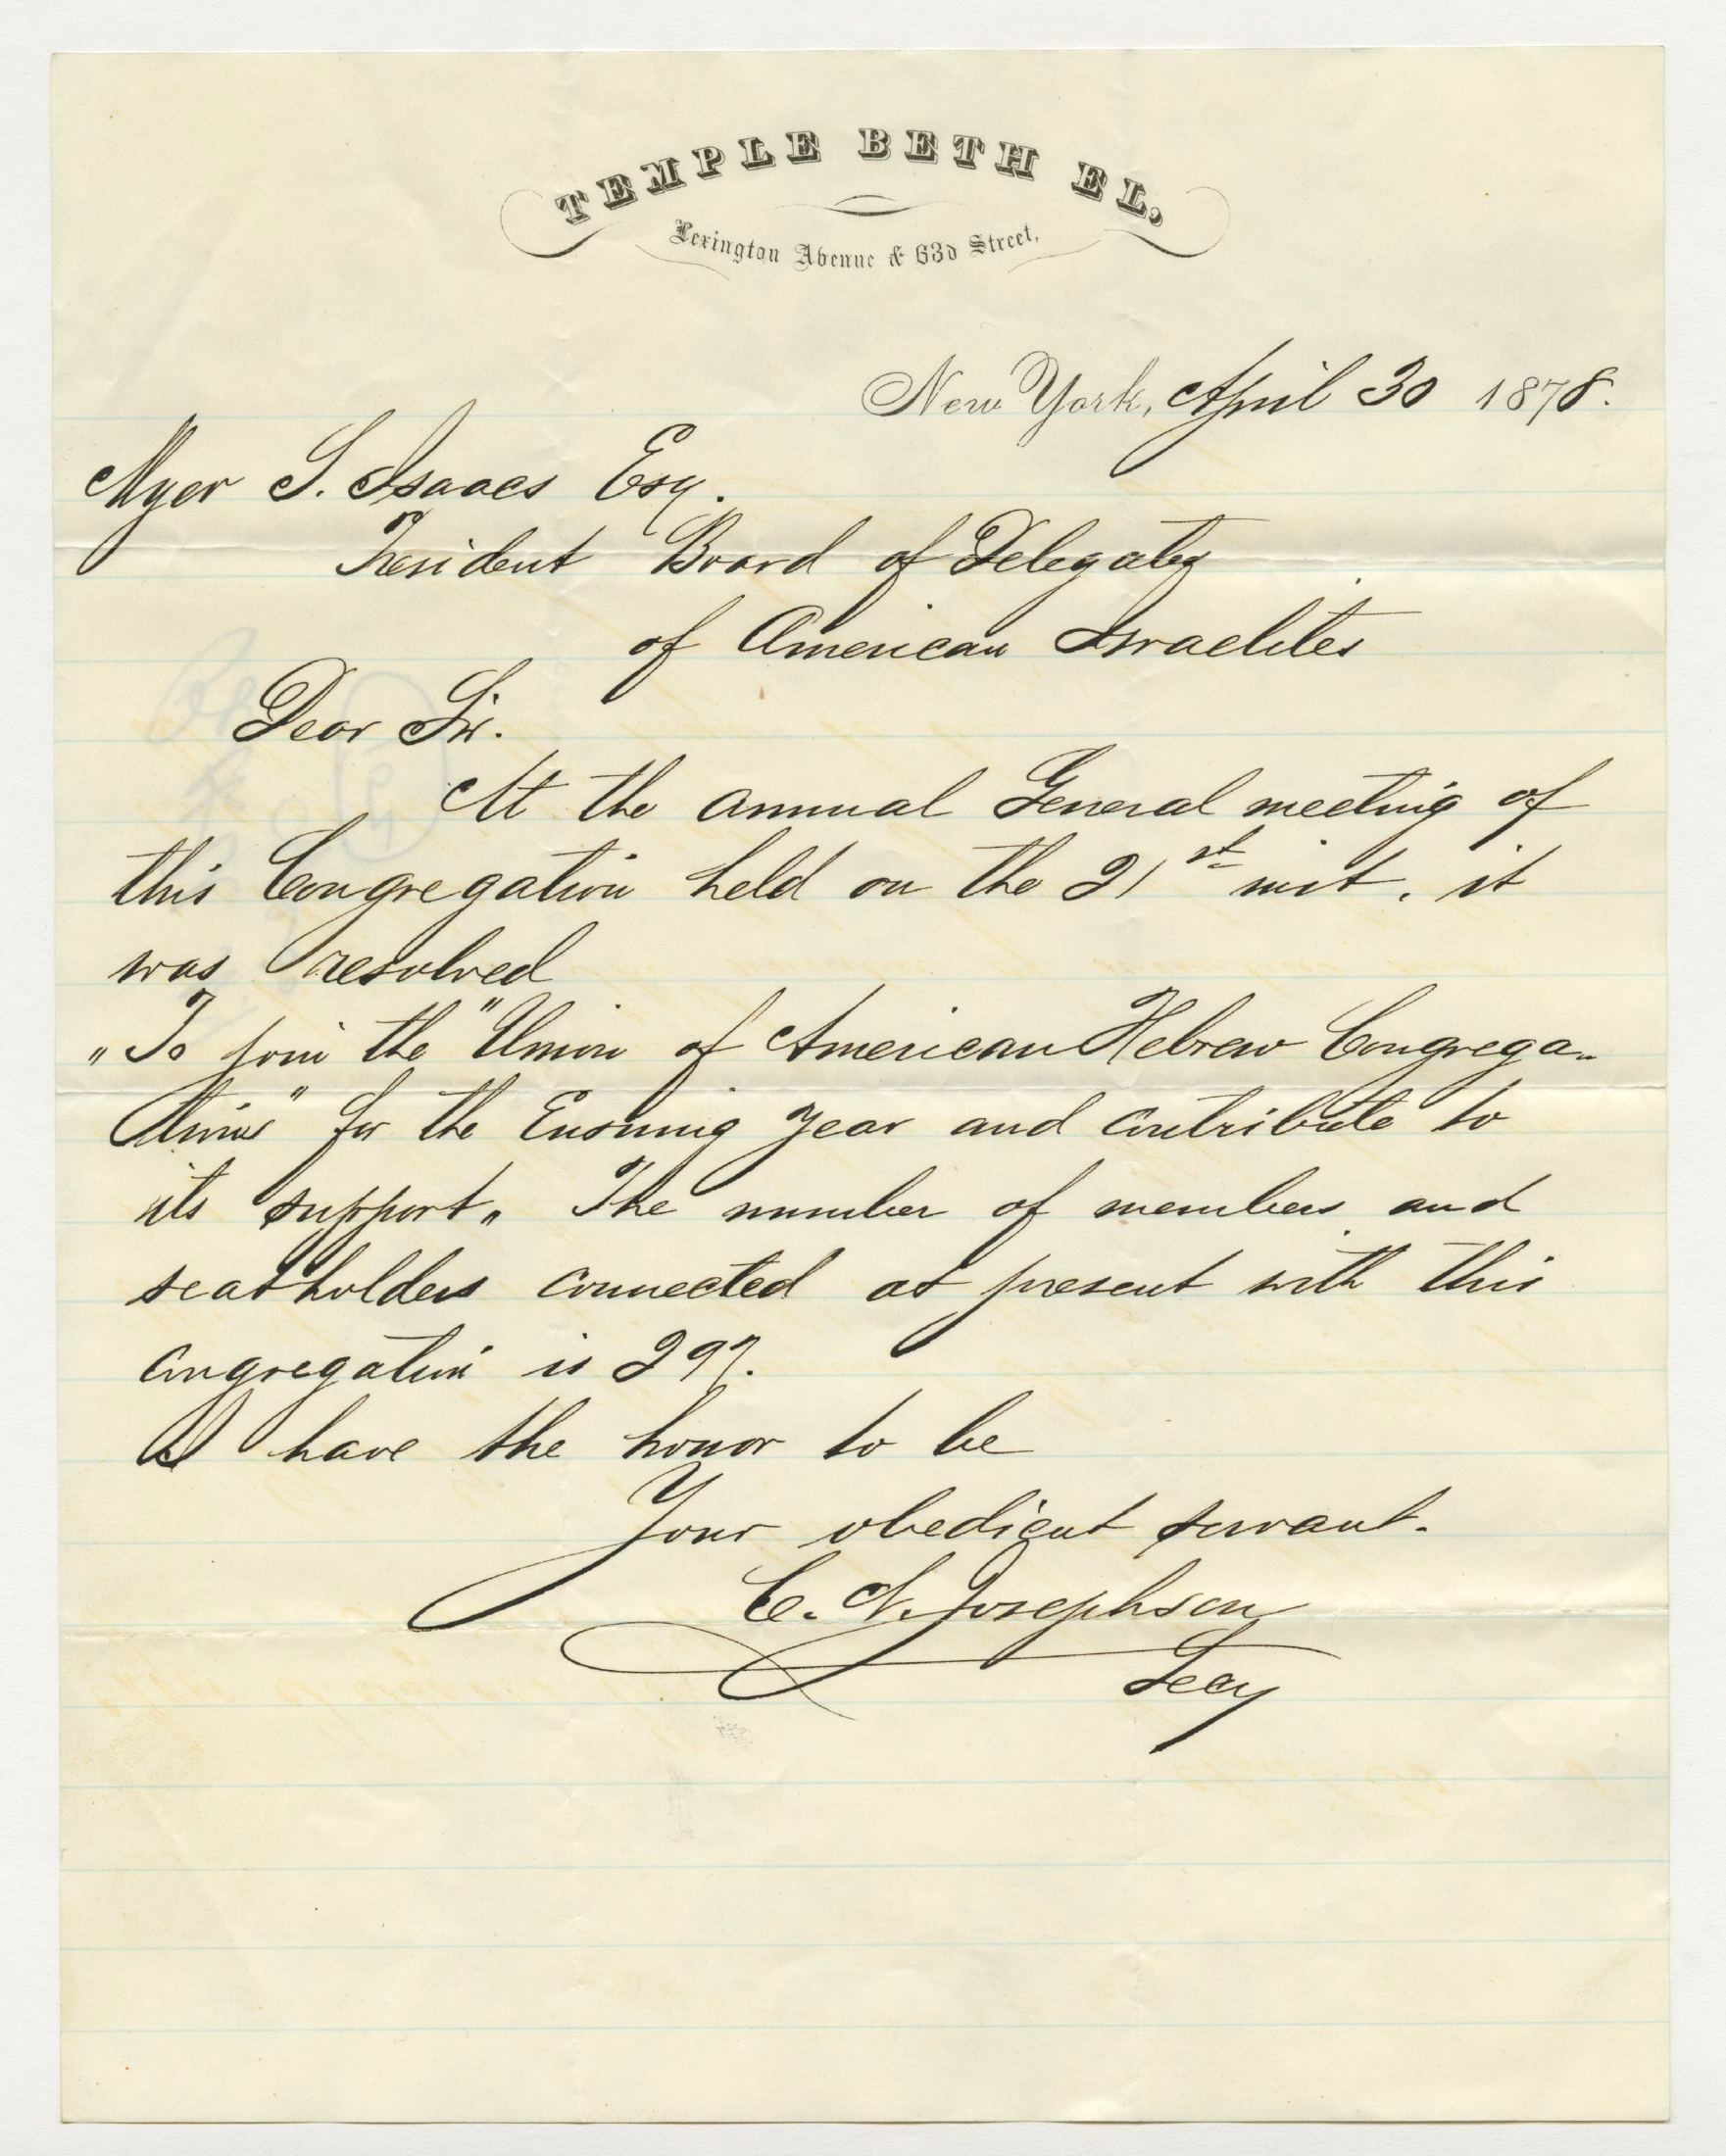 TEMPLE BETH EL,
Lexington Avenue & 63D Street,
New York, April 30 1878.
Myer S. Isaacs Esq.
President Board of Delegates
of American Israelites
Dear Sir.
At the annual General meeting of
this Congregation held on the 21st inst. it
was resolved
„To join the "Union of American Hebrew Congrega-
tions" for the Ensuing year and contribute to
its support„ The number of members and
seatholders connected at present with this
congregation is 297.
I have the honor to be
Your obedient servant.
C. N. Josephson
Secy